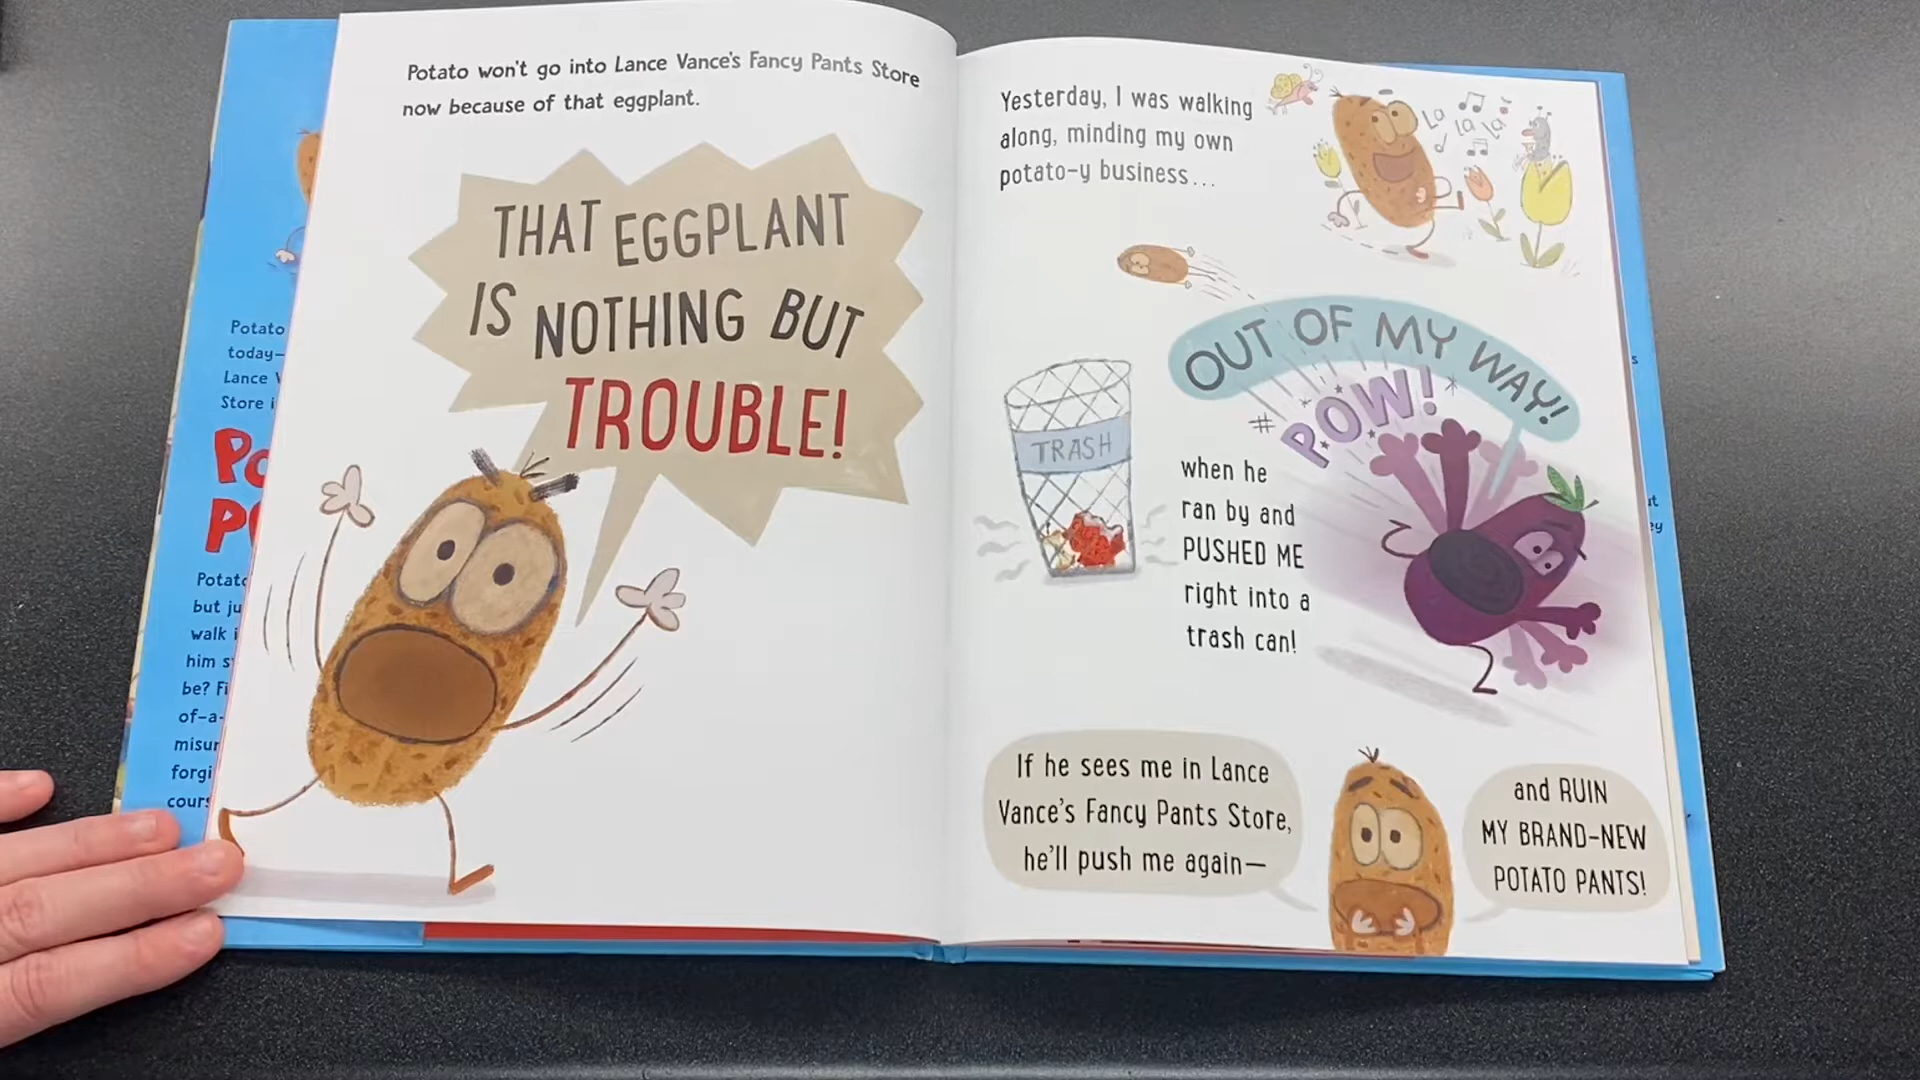 Potato won't go into Lance Vance's Fancy Pants Store
now because of that eggplant.
THAT EGGPLANT
IS NOTHING BUT
TROUBLE!
Potato
today—
Lance V
Store i
Potato
but ju
walk i
him s
be? Fi
of-a-
misun
forgi
cours
Yesterday, I was walking
along, minding my own
potato-y business...
La
La La
OUT OF MY WAY!
POW!
TRASH
when he
ran by and
PUSHED ME
right into a
trash can!
If he sees me in Lance
Vance's Fancy Pants Store,
he'll push me again—
and RUIN
MY BRAND-NEW
POTATO PANTS!